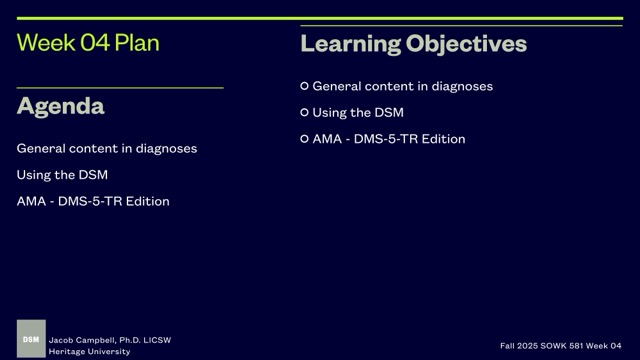 Week 04 Plan
Agenda
General content in diagnoses
Using the DSM
AMA - DMS-5-TR Edition
Learning Objectives
General content in diagnoses
Using the DSM
AMA - DMS-5-TR Edition
DSM
Jacob Campbell, Ph.D. LICSW
Heritage University
Fall 2025 SOWK 581 Week 04